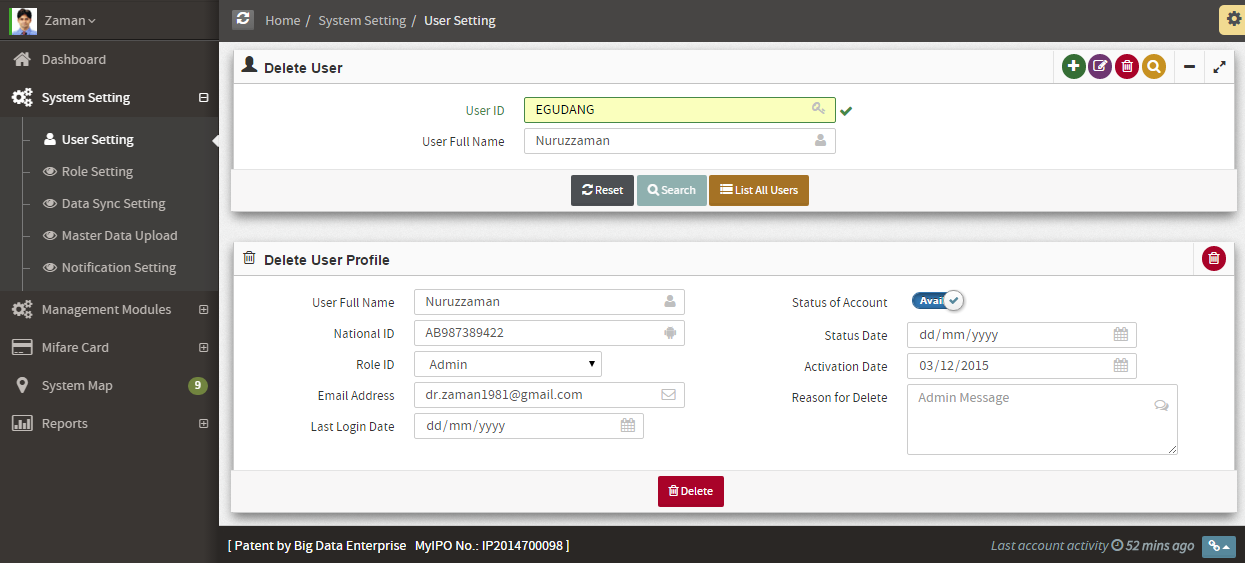 Zaman
Home / System Setting / User Setting
Dashboard
System Setting
User Setting
Role Setting
Data Sync Setting
Master Data Upload
Notification Setting
Management Modules
Mifare Card
System Map 9
Reports
Delete User
User ID EGUDANG
User Full Name Nuruzzaman
Reset Search List All Users
Delete User Profile
User Full Name Nuruzzaman
National ID AB987389422
Role ID Admin
Email Address dr.zaman1981@gmail.com
Last Login Date dd/mm/yyyy
Status of Account Avai
Status Date dd/mm/yyyy
Activation Date 03/12/2015
Reason for Delete Admin Message
Delete
[ Patent by Big Data Enterprise MyIPO No.: IP2014700098 ]
Last account activity 52 mins ago